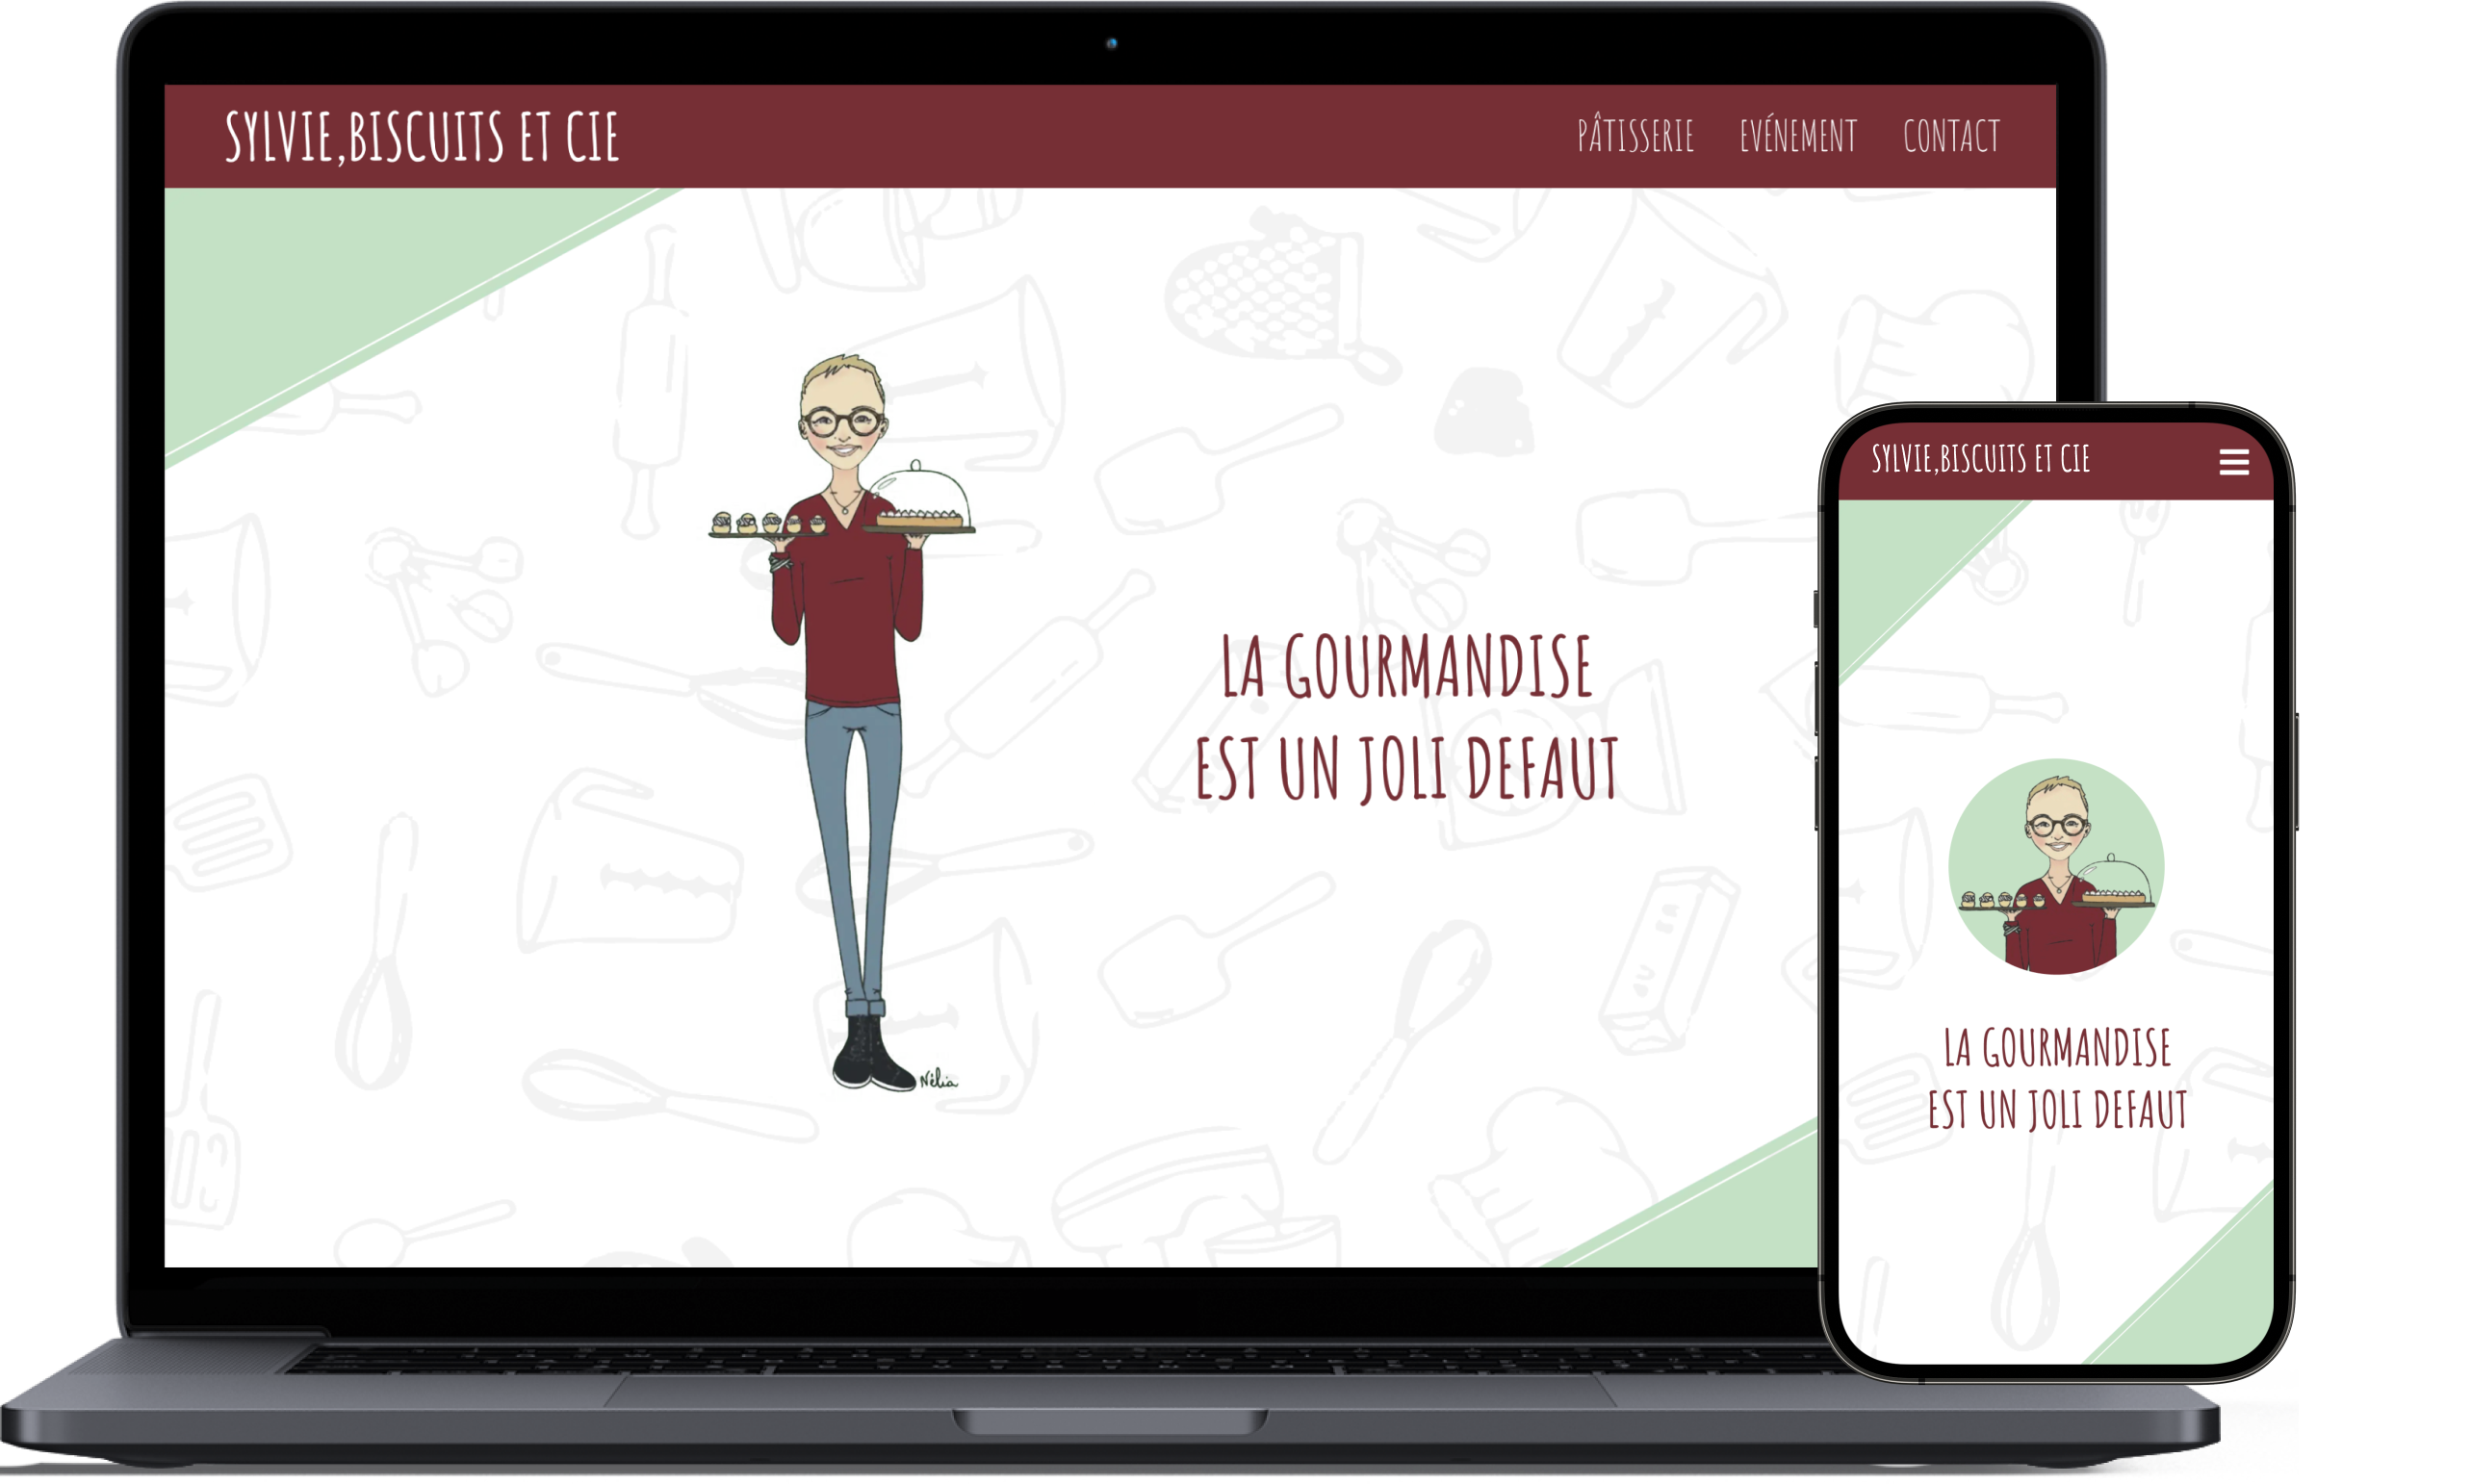 SYLVIE,BISCUITS ET CIE
PÂTISSERIE EVÉNEMENT CONTACT
LA GOURMANDISE
EST UN JOLI DEFAUT
Nélia
SYLVIE,BISCUITS ET CIE
LA GOURMANDISE
EST UN JOLI DEFAUT